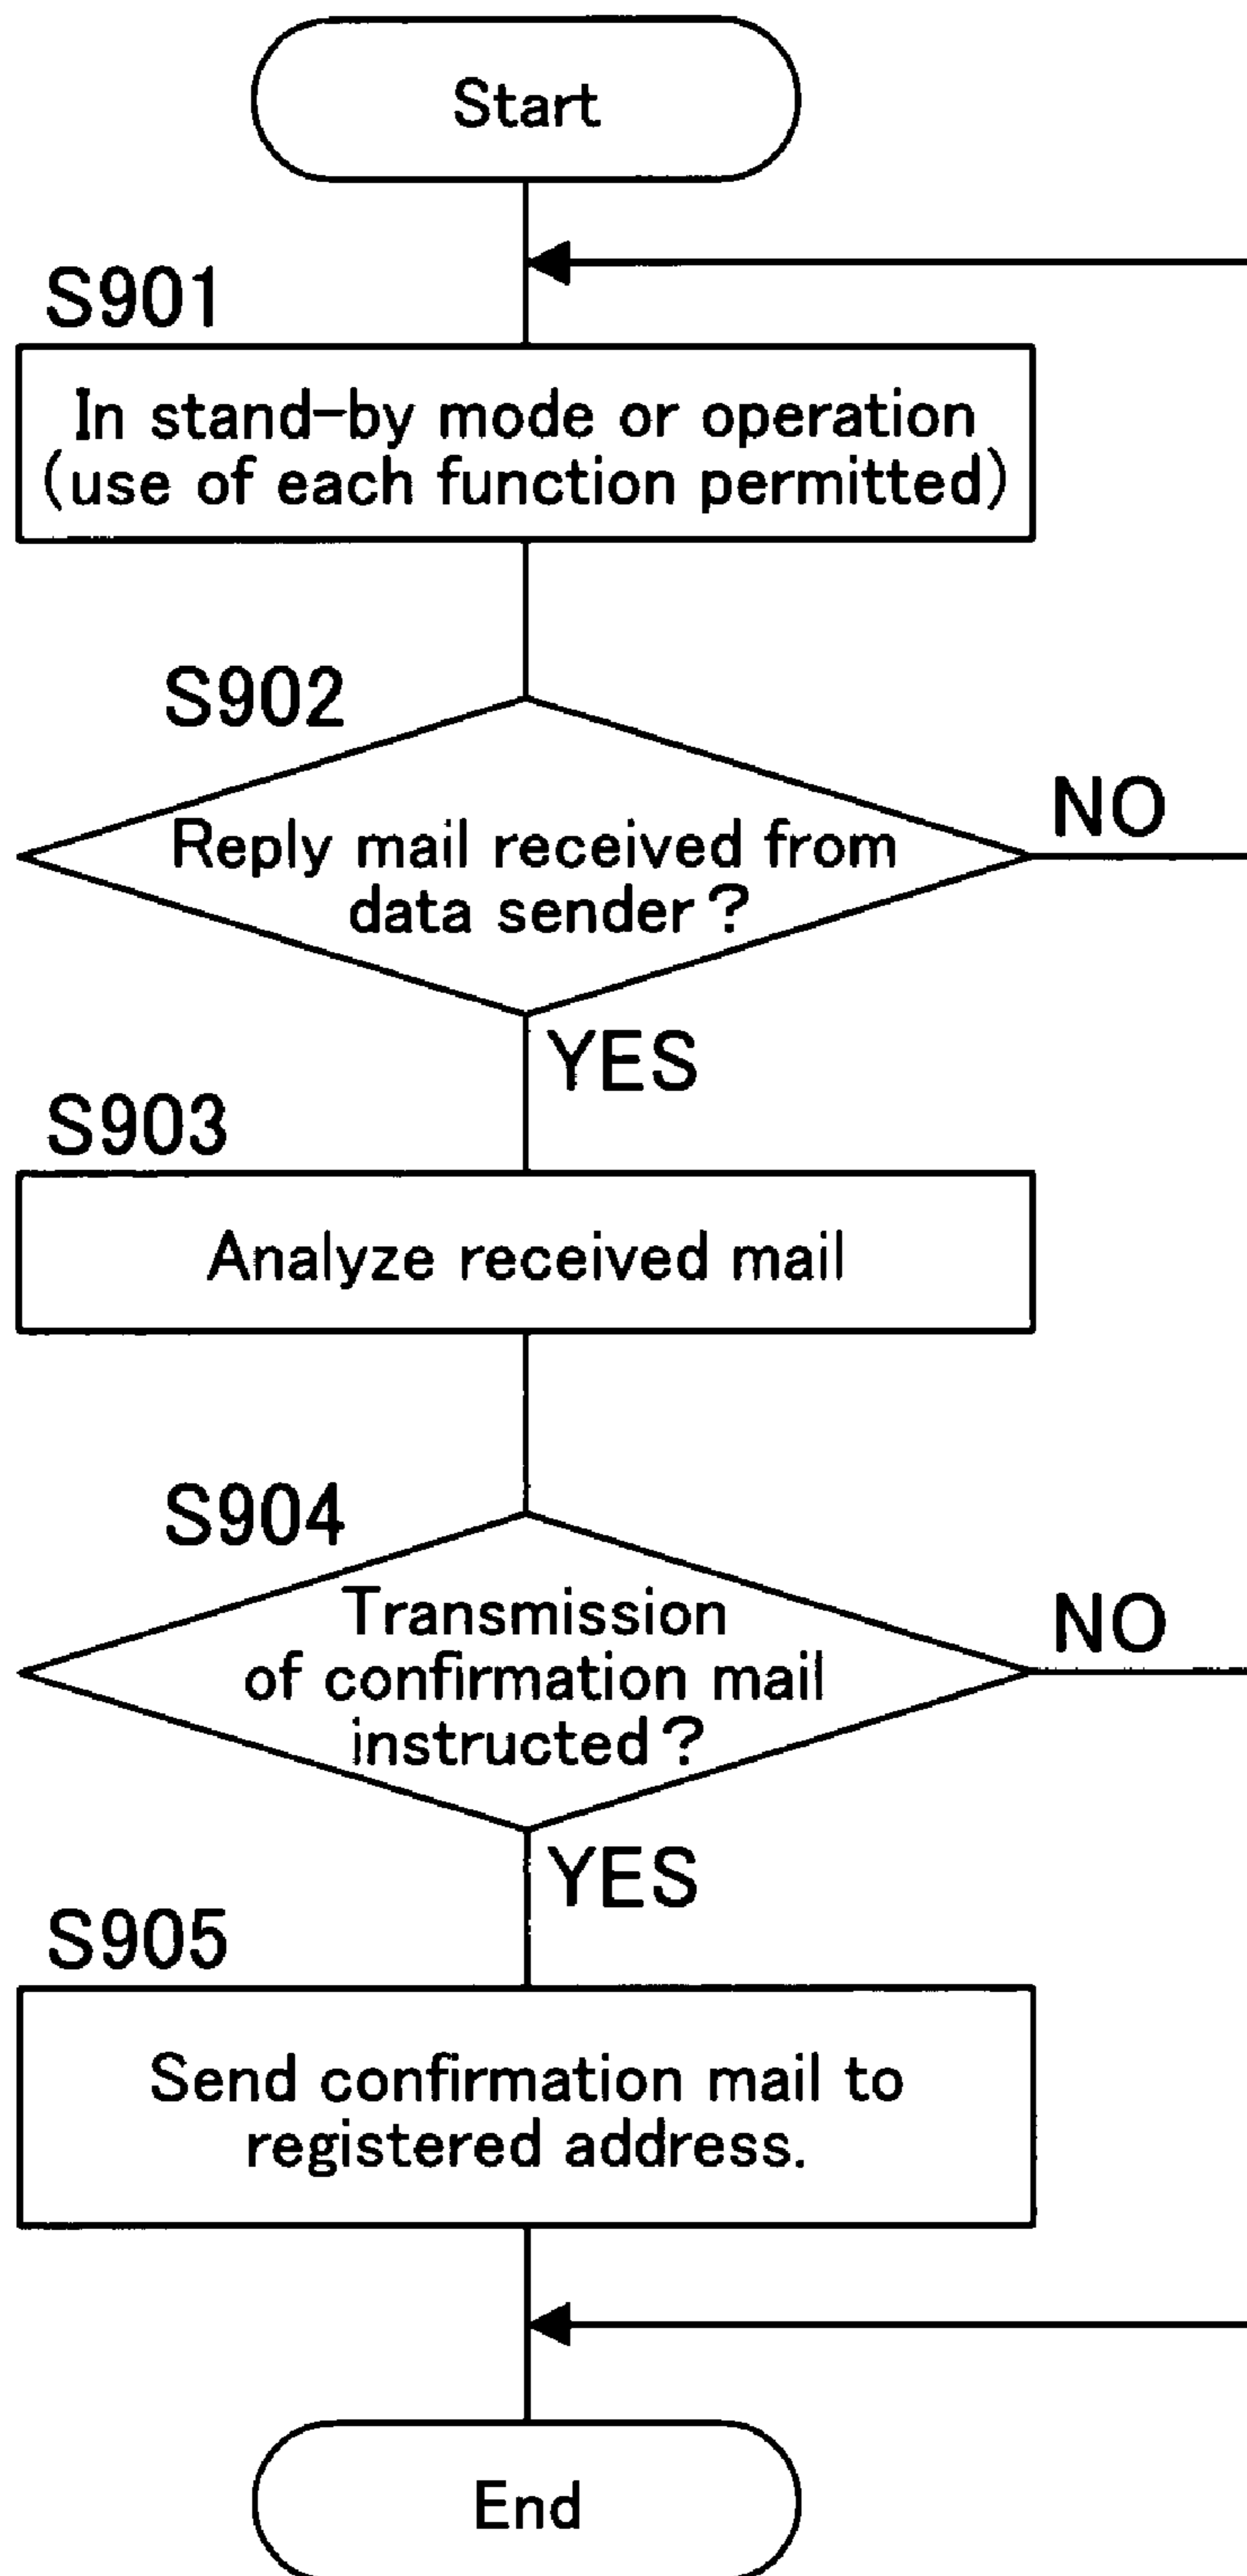 Start
S901
In stand-by mode or operation
(use of each function permitted)
S902
NO
Reply mail received from
data sender?
YES
S903
Analyze received mail
S904
NO
Transmission
of confirmation mail
instructed?
YES
S905
Send confirmation mail to
registered address.
End